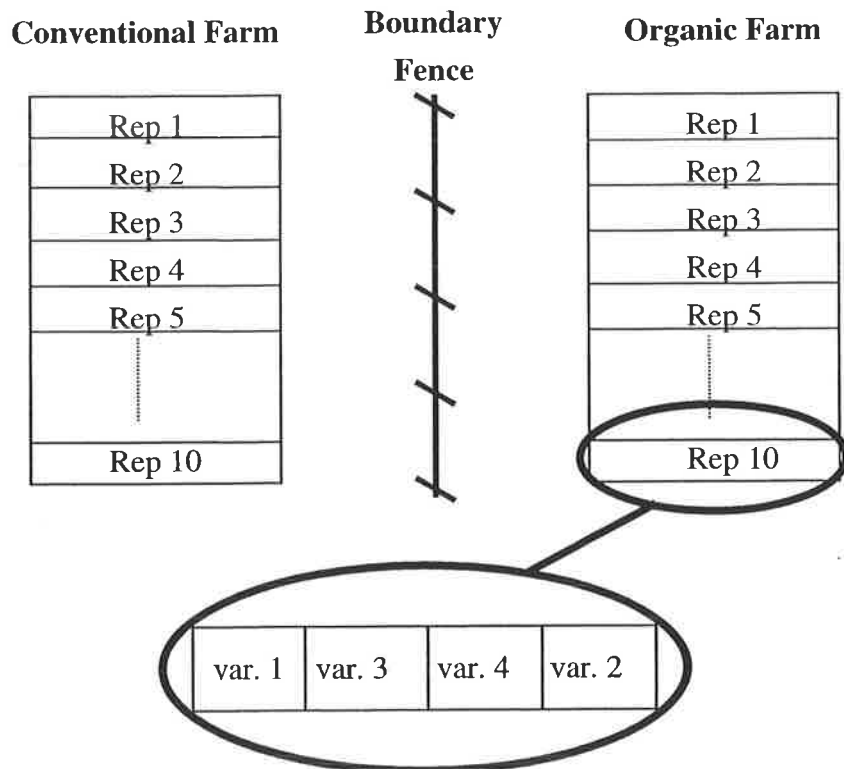 Conventional Farm
Boundary
Fence
Organic Farm
Rep 1
Rep 2
Rep 3
Rep 4
Rep 5
Rep 10
Rep 1
Rep 2
Rep 3
Rep 4
Rep 5
Rep 10
var. 1 var. 3 var. 4 var. 2